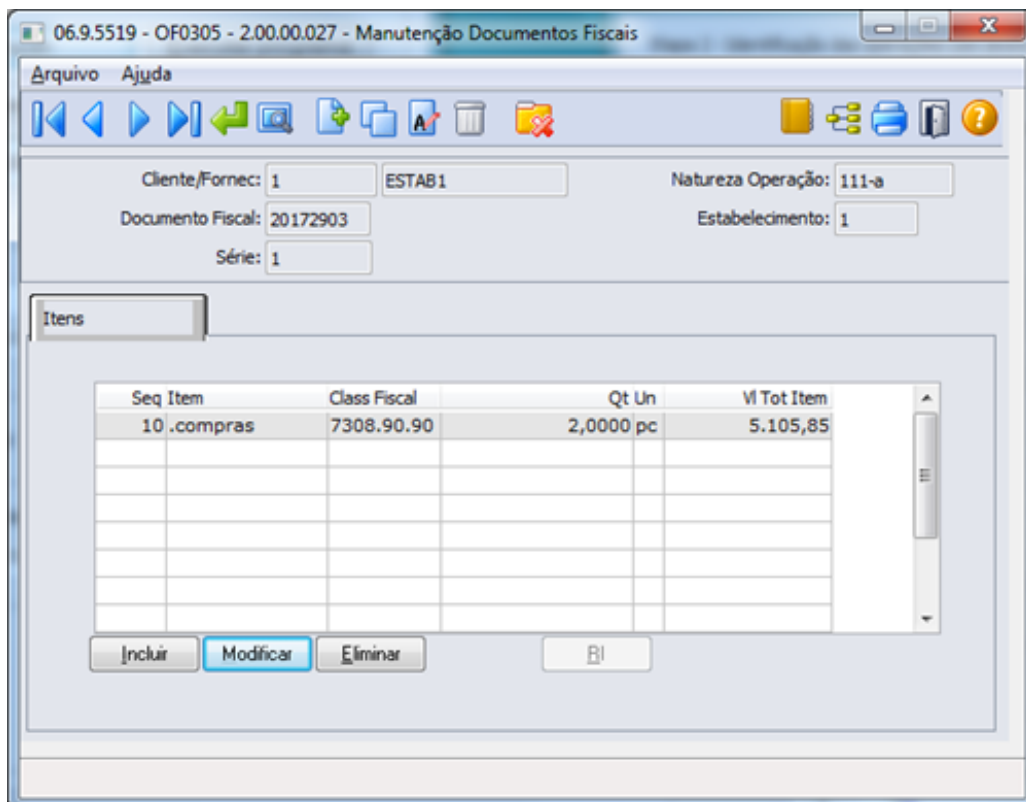 06.9.5519 - OF0305 - 2.00.00.027 - Manutenção Documentos Fiscais
Arquivo Ajuda
Cliente/Fornec: 1 ESTAB1 Natureza Operação: 111-a
Documento Fiscal: 20172903 Estabelecimento: 1
Série: 1
Itens
Seq Item Class Fiscal Qt Un Vl Tot Item
10 .compras 7308.90.90 2,0000 pc 5.105,85
Incluir Modificar Eliminar BI